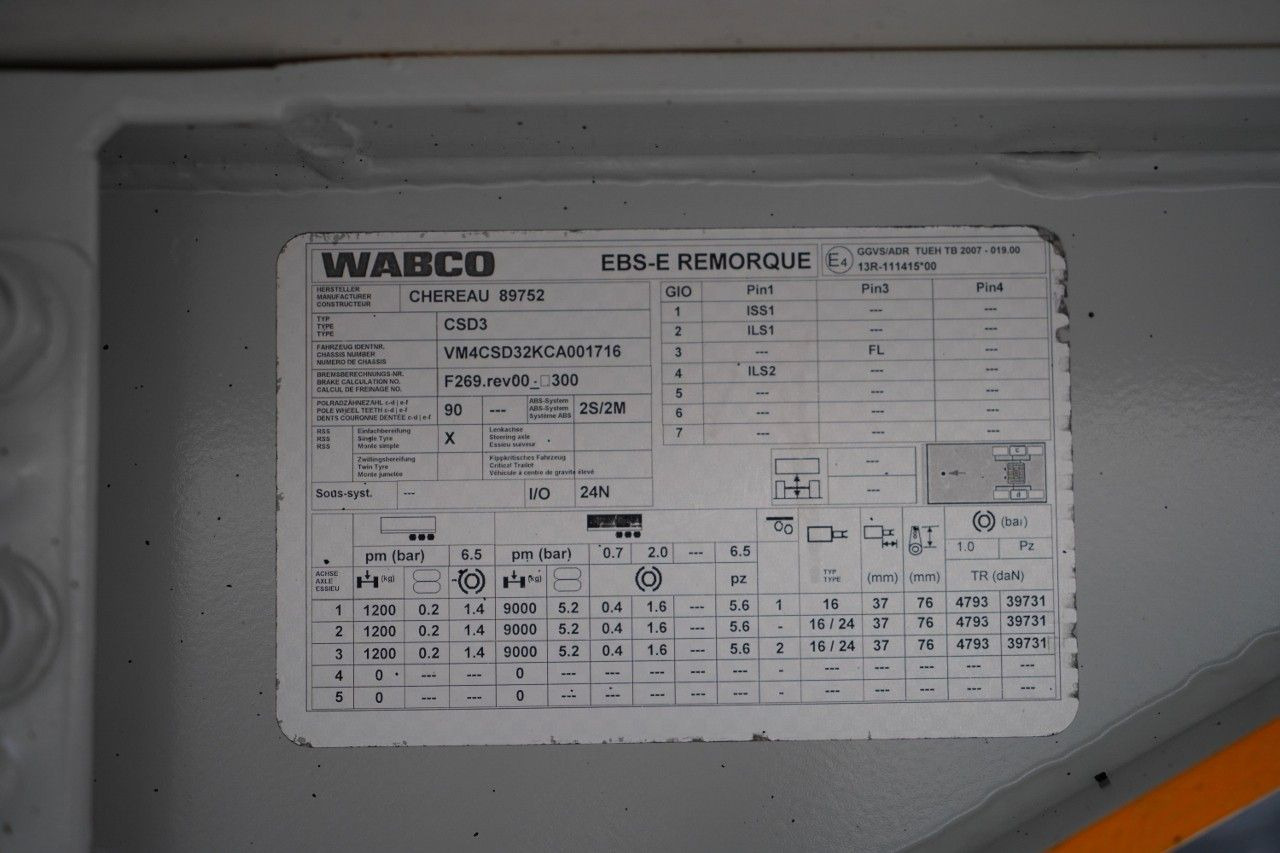 WABCO EBS-E REMORQUE E4 GGVS/ADR TUEH TB 2007 - 019.00
13R-111415*00
HERSTELLER
MANUFACTURER
CONSTRUCTEUR
CHEREAU 89752
TYP
TYPE
TYPE
CSD3
FAHRZEUG IDENTNR.
CHASSIS NUMBER
NUMERO DE CHASSIS
VM4CSD32KCA001716
BREMSBERECHNUNGS-NR.
BRAKE CALCULATION NO.
CALCUL DE FREINAGE NO.
F269.rev00_-□300
POLRADZÄHNEZAHL c-d | e-f
POLE WHEEL TEETH c-d | e-f
DENTS COURONNE DENTÉE c-d | e-f
90 ---
ABS-System
ABS-System
Système ABS
2S/2M
RSS
RSS
RSS
Einfachbereifung
Single Tyre
Monte simple
X
Lenkachse
Steering axle
Essieu suiveur
Zwillingsbereifung
Twin Tyre
Monte jumelée
Kippkritisches Fahrzeug
Critical Trailor
Véhicule à centre de gravité élevé
Sous-syst. --- I/O 24N
GIO Pin1 Pin3 Pin4
1 ISS1 --- ---
2 ILS1 --- ---
3 --- FL ---
4 ILS2 --- ---
5 --- --- ---
6 --- --- ---
7 --- --- ---
---
---
c
d
(bar)
pm (bar) 6.5 pm (bar) 0.7 2.0 --- 6.5 1.0 Pz
ACHSE
AXLE
ESSIEU
(kg) (kg) pz
TYP
TYPE
(mm) (mm) TR (daN)
1 1200 0.2 1.4 9000 5.2 0.4 1.6 --- 5.6 1 16 37 76 4793 39731
2 1200 0.2 1.4 9000 5.2 0.4 1.6 --- 5.6 - 16 / 24 37 76 4793 39731
3 1200 0.2 1.4 9000 5.2 0.4 1.6 --- 5.6 2 16 / 24 37 76 4793 39731
4 0 --- --- 0 --- --- --- --- --- - --- --- --- --- ---
5 0 --- --- 0 --- --- --- --- --- - --- --- --- --- ---